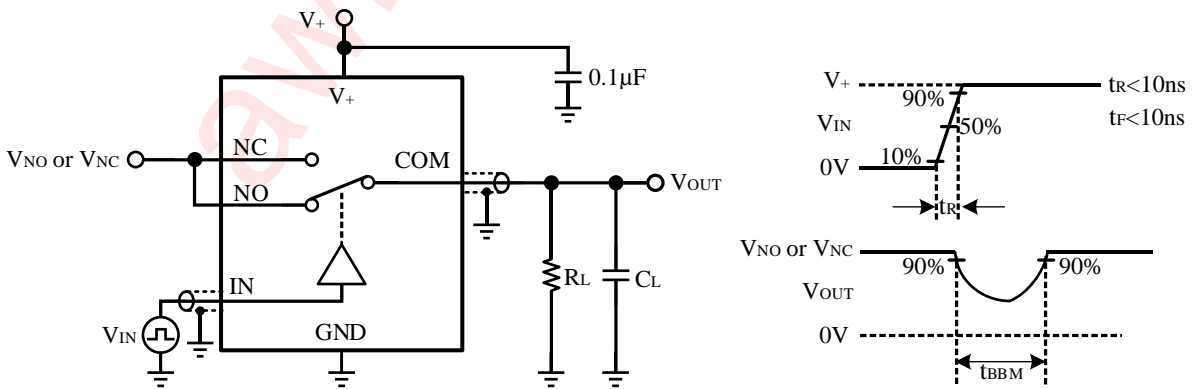 V+
0.1μF
V+
VNO or VNC
NC
COM
NO
VOUT
IN
RL
CL
VIN
GND
V+
90%
tR<10ns
VIN
50%
tF<10ns
10%
0V
tR
VNO or VNC
90%
90%
VOUT
0V
tBBM